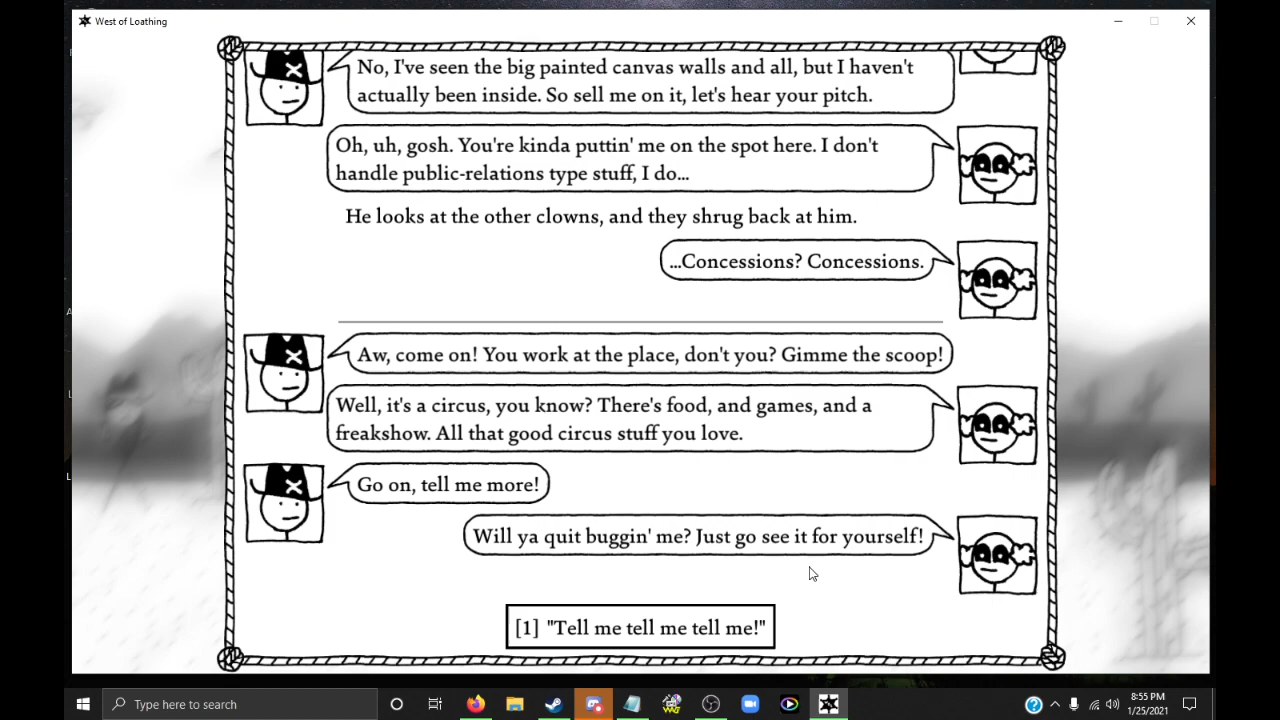 West of Loathing
No, I've seen the big painted canvas walls and all, but I haven't
actually been inside. So sell me on it, let's hear your pitch.
Oh, uh, gosh. You're kinda puttin' me on the spot here. I don't
handle public-relations type stuff, I do...
He looks at the other clowns, and they shrug back at him.
...Concessions? Concessions.
Aw, come on! You work at the place, don't you? Gimme the scoop!
Well, it's a circus, you know? There's food, and games, and a
freakshow. All that good circus stuff you love.
Go on, tell me more!
Will ya quit buggin' me? Just go see it for yourself!
[1] "Tell me tell me tell me!"
Type here to search
8:55 PM
1/25/2021